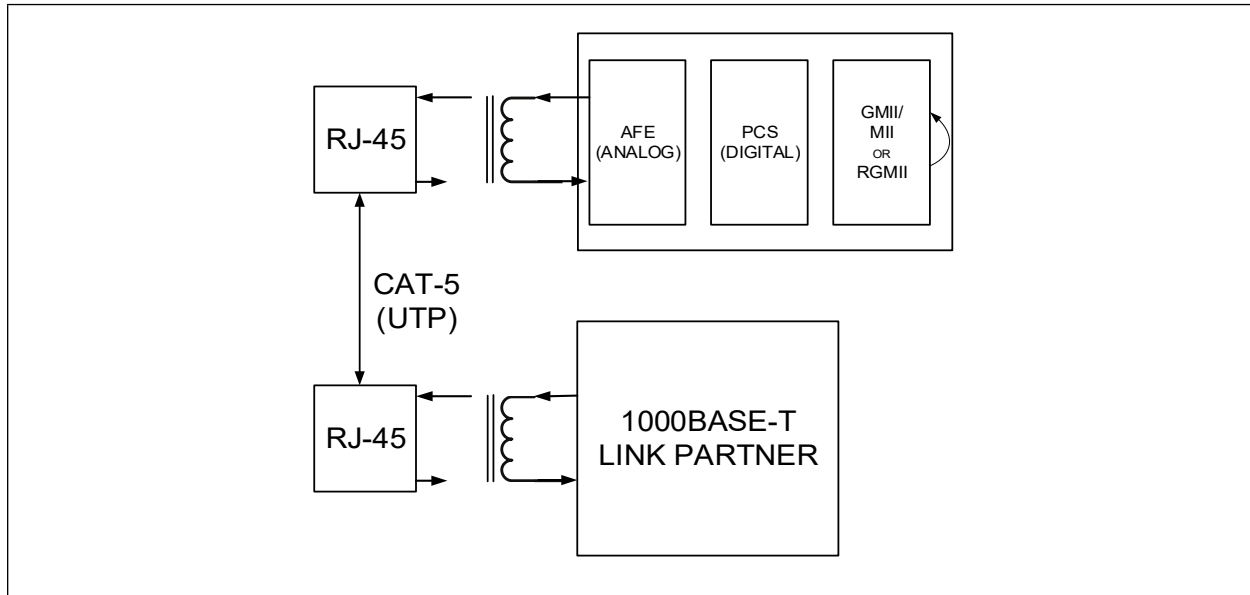 RJ-45
AFE
(ANALOG)
PCS
(DIGITAL)
GMII/
MII
OR
RGMII
CAT-5
(UTP)
RJ-45
1000BASE-T
LINK PARTNER